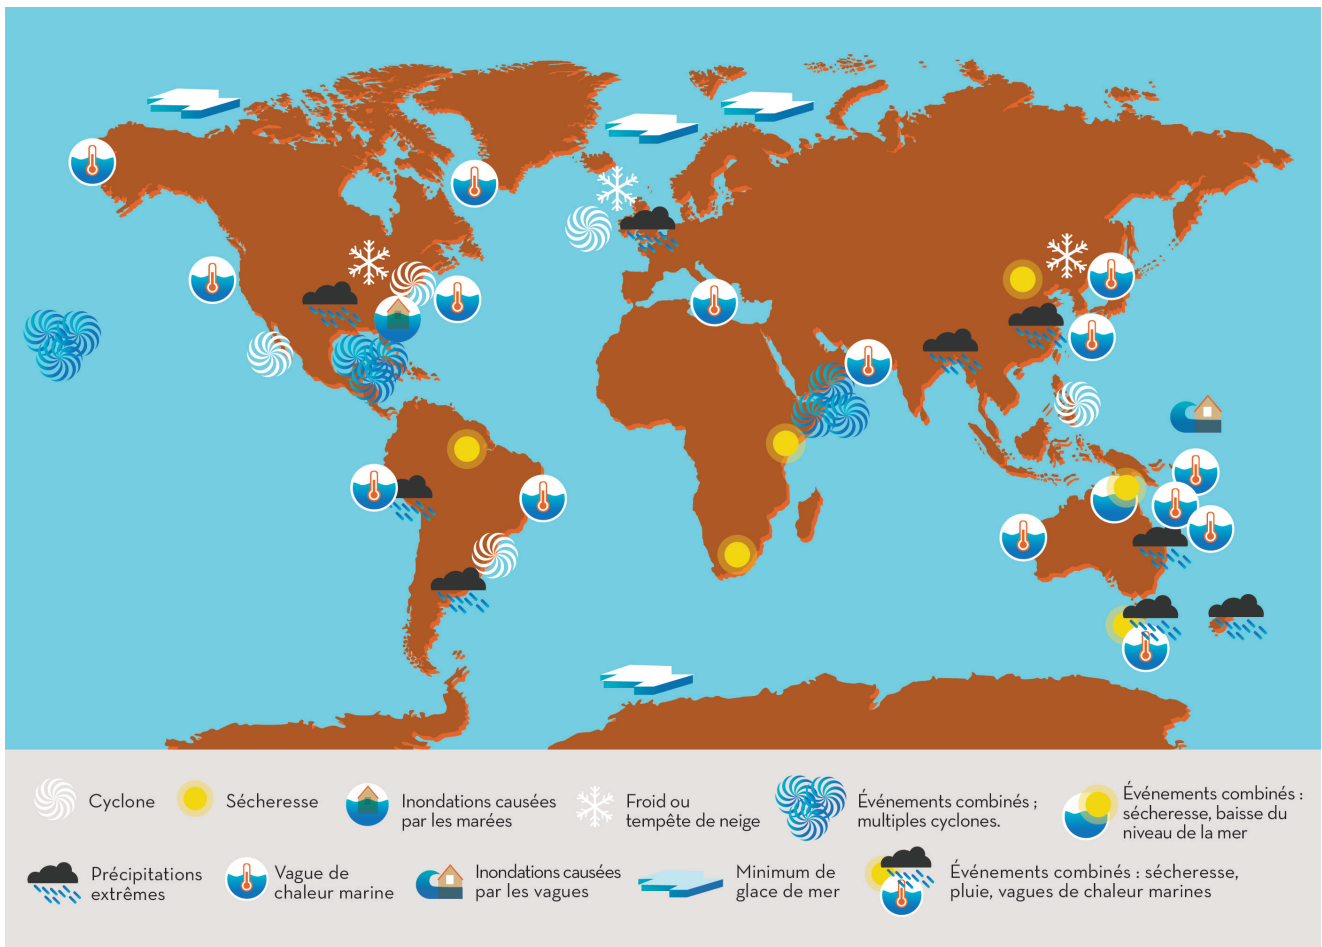 Cyclone
Sécheresse
Inondations causées
par les marées
Froid ou
tempête de neige
Événements combinés ;
multiples cyclones.
Événements combinés :
sécheresse, baisse du
niveau de la mer
Précipitations
extrêmes
Vague de
chaleur marine
Inondations causées
par les vagues
Minimum de
glace de mer
Événements combinés : sécheresse,
pluie, vagues de chaleur marines